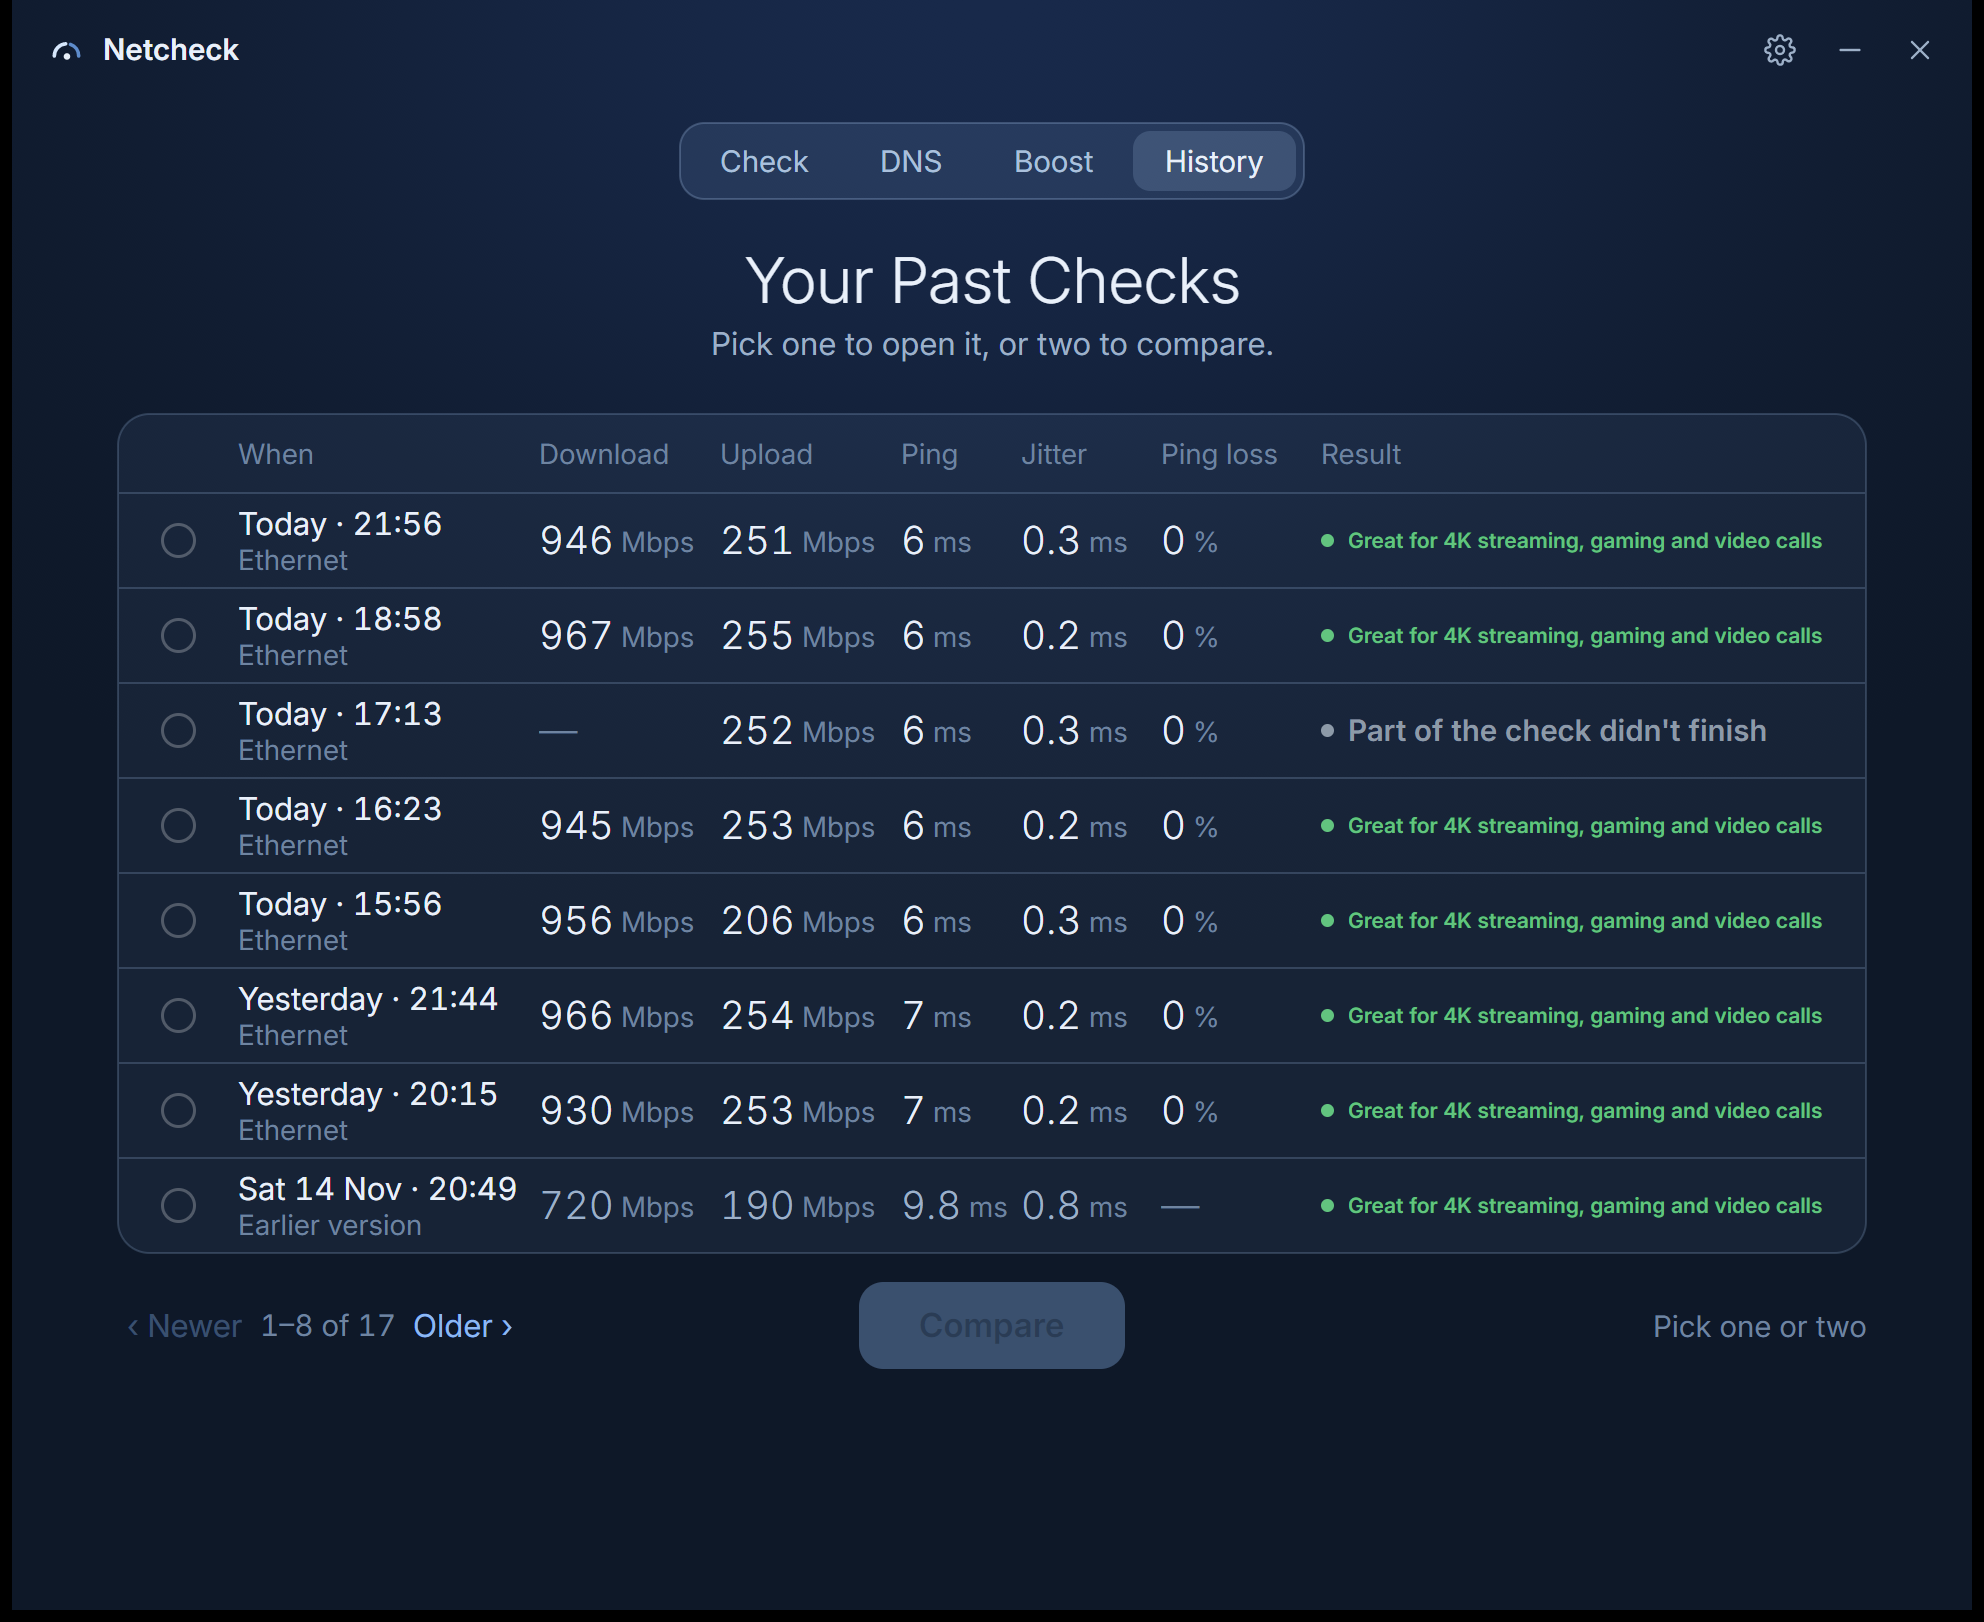 Netcheck
Check DNS Boost History
Your Past Checks
Pick one to open it, or two to compare.
When Download Upload Ping Jitter Ping loss Result
Today · 21:56
Ethernet
946 Mbps 251 Mbps 6 ms 0.3 ms 0 % Great for 4K streaming, gaming and video calls
Today · 18:58
Ethernet
967 Mbps 255 Mbps 6 ms 0.2 ms 0 % Great for 4K streaming, gaming and video calls
Today · 17:13
Ethernet
— 252 Mbps 6 ms 0.3 ms 0 % Part of the check didn't finish
Today · 16:23
Ethernet
945 Mbps 253 Mbps 6 ms 0.2 ms 0 % Great for 4K streaming, gaming and video calls
Today · 15:56
Ethernet
956 Mbps 206 Mbps 6 ms 0.3 ms 0 % Great for 4K streaming, gaming and video calls
Yesterday · 21:44
Ethernet
966 Mbps 254 Mbps 7 ms 0.2 ms 0 % Great for 4K streaming, gaming and video calls
Yesterday · 20:15
Ethernet
930 Mbps 253 Mbps 7 ms 0.2 ms 0 % Great for 4K streaming, gaming and video calls
Sat 14 Nov · 20:49
Earlier version
720 Mbps 190 Mbps 9.8 ms 0.8 ms — Great for 4K streaming, gaming and video calls
‹ Newer 1–8 of 17 Older › Compare Pick one or two